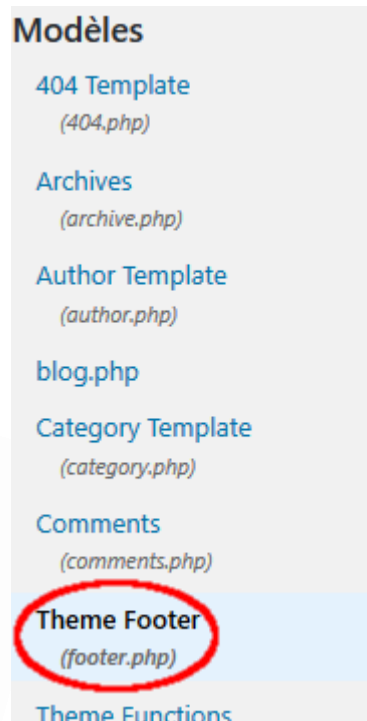 Modèles
404 Template
(404.php)
Archives
(archive.php)
Author Template
(author.php)
blog.php
Category Template
(category.php)
Comments
(comments.php)
Theme Footer
(footer.php)
Theme Functions